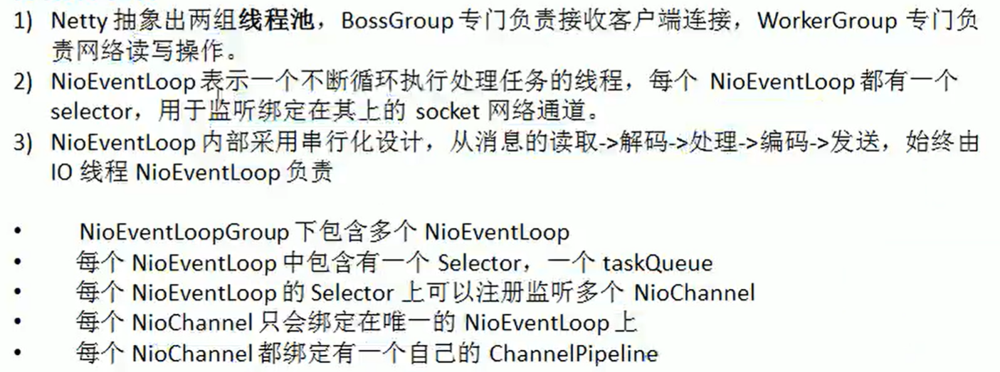 1) Netty 抽象出两组线程池，BossGroup 专门负责接收客户端连接，WorkerGroup 专门负
责网络读写操作。
2) NioEventLoop 表示一个不断循环执行处理任务的线程，每个 NioEventLoop 都有一个
selector，用于监听绑定在其上的 socket 网络通道。
3) NioEventLoop 内部采用串行化设计，从消息的读取->解码->处理->编码->发送，始终由
IO 线程 NioEventLoop 负责
• NioEventLoopGroup 下包含多个 NioEventLoop
• 每个 NioEventLoop 中包含有一个 Selector，一个 taskQueue
• 每个 NioEventLoop 的 Selector 上可以注册监听多个 NioChannel
• 每个 NioChannel 只会绑定在唯一的 NioEventLoop 上
• 每个 NioChannel 都绑定有一个自己的 ChannelPipeline